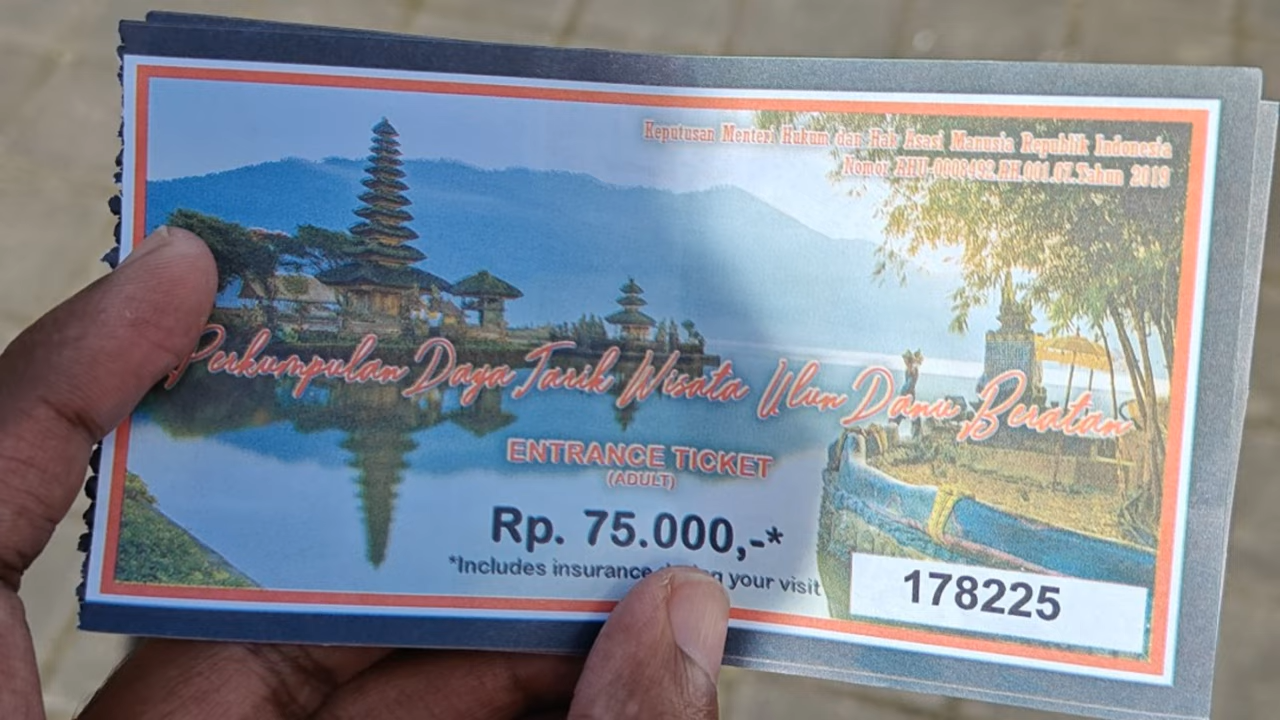 Keputusan Menteri Hukum dan Hak Asasi Manusia Republik Indonesia
Nomor AHU-0008492.AH.001.07.Tahun 2019
Perkumpulan Daya Tarik Wisata Ulun Danu Beratan
ENTRANCE TICKET
(ADULT)
Rp. 75.000,-*
*Includes insurance your visit
178225